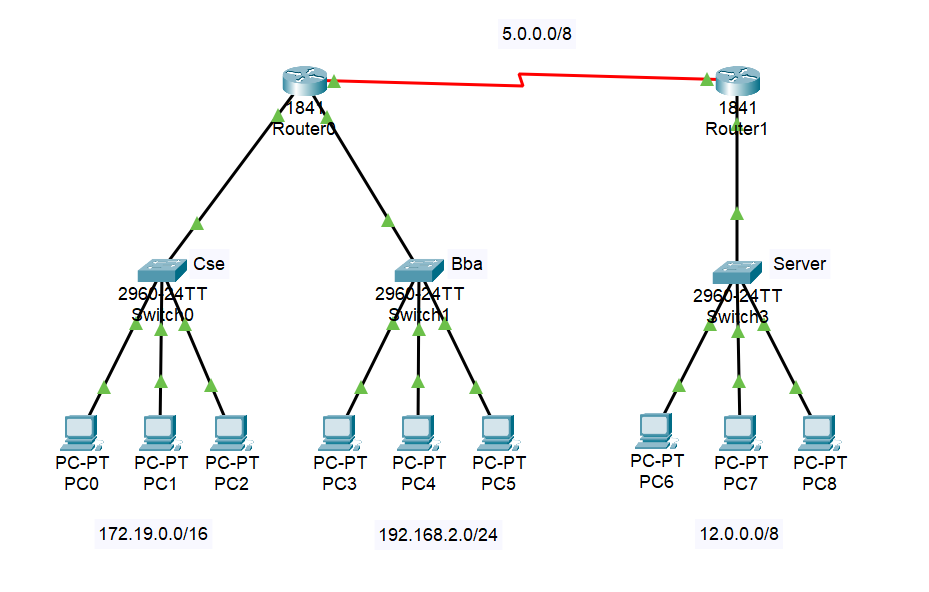 5.0.0.0/8
1841
Router0
1841
Router1
Cse
2960-24TT
Switch0
Bba
2960-24TT
Switch1
Server
2960-24TT
Switch3
PC-PT
PC0
PC-PT
PC1
PC-PT
PC2
PC-PT
PC3
PC-PT
PC4
PC-PT
PC5
PC-PT
PC6
PC-PT
PC7
PC-PT
PC8
172.19.0.0/16
192.168.2.0/24
12.0.0.0/8